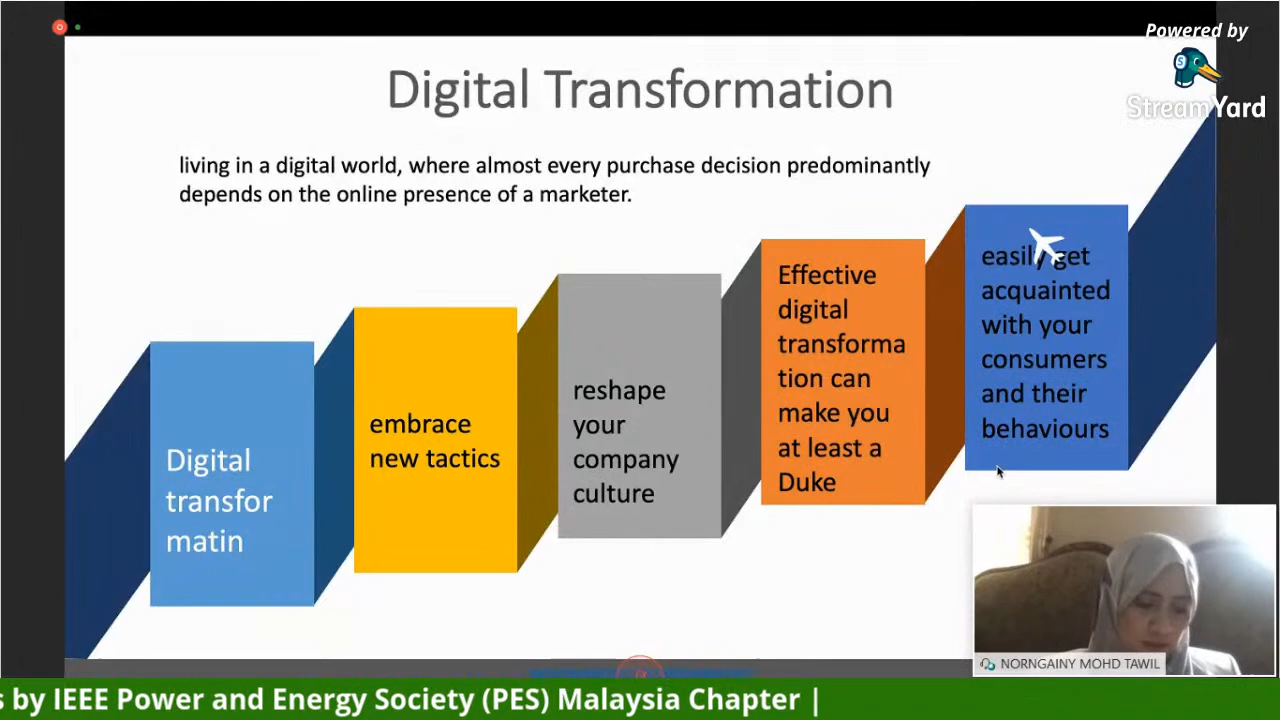 Powered by
StreamYard
Digital Transformation
living in a digital world, where almost every purchase decision predominantly
depends on the online presence of a marketer.
Digital
transfor
matin
embrace
new tactics
reshape
your
company
culture
Effective
digital
transforma
tion can
make you
at least a
Duke
easily get
acquainted
with your
consumers
and their
behaviours
NORNGAINY MOHD TAWIL
s by IEEE Power and Energy Society (PES) Malaysia Chapter |